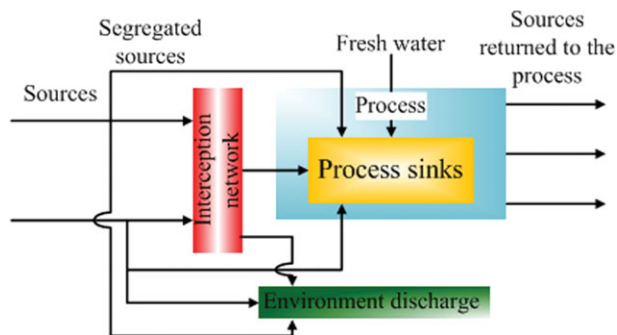 Segregated
sources
Fresh water
Sources
returned to the
process
Sources
Process
Interception
network
Process sinks
Environment discharge